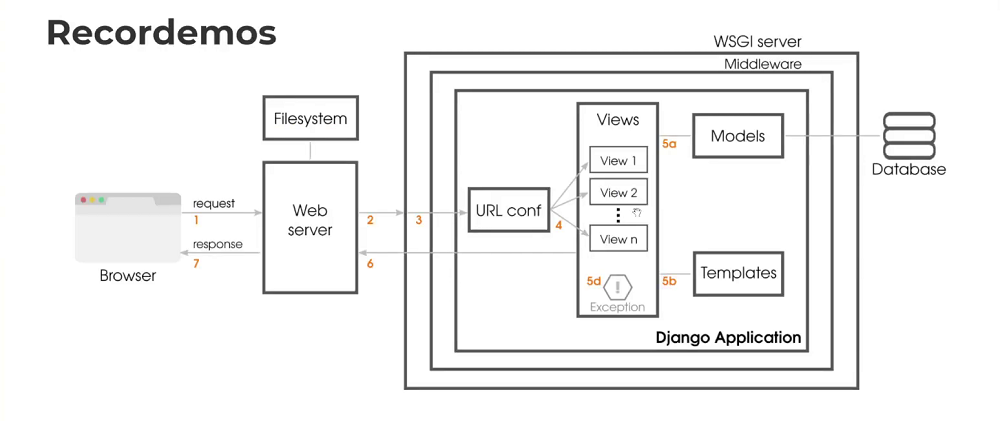 Recordemos
WSGI server
Middleware
Filesystem
Views
Models
5a
Database
View 1
View 2
View n
request
1
Web
server
2
3
URL conf
4
response
7
6
Browser
5d
!
Exception
5b
Templates
Django Application